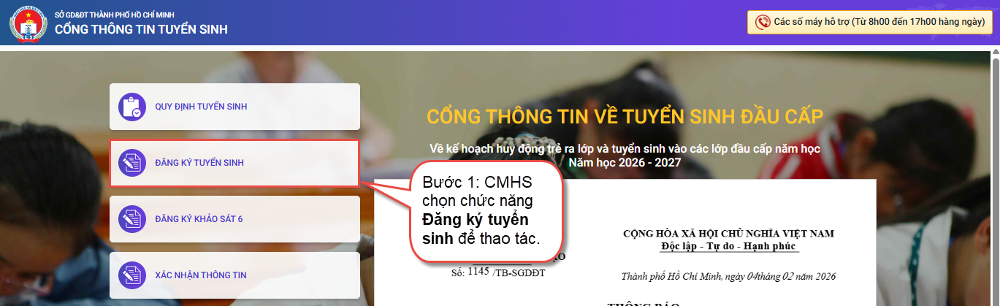 SỞ GD&ĐT THÀNH PHỐ HỒ CHÍ MINH
CỔNG THÔNG TIN TUYỂN SINH
Các số máy hỗ trợ (Từ 8h00 đến 17h00 hàng ngày)
QUY ĐỊNH TUYỂN SINH
ĐĂNG KÝ TUYỂN SINH
ĐĂNG KÝ KHẢO SÁT 6
XÁC NHẬN THÔNG TIN
CỔNG THÔNG TIN VỀ TUYỂN SINH ĐẦU CẤP
Về kế hoạch huy động trẻ ra lớp và tuyển sinh vào các lớp đầu cấp năm học
Năm học 2026 - 2027
Bước 1: CMHS
chọn chức năng
Đăng ký tuyển
sinh để thao tác.
Số: 1145 /TB-SGDĐT
CỘNG HÒA XÃ HỘI CHỦ NGHĨA VIỆT NAM
Độc lập - Tự do - Hạnh phúc
Thành phố Hồ Chí Minh, ngày 04tháng 02 năm 2026